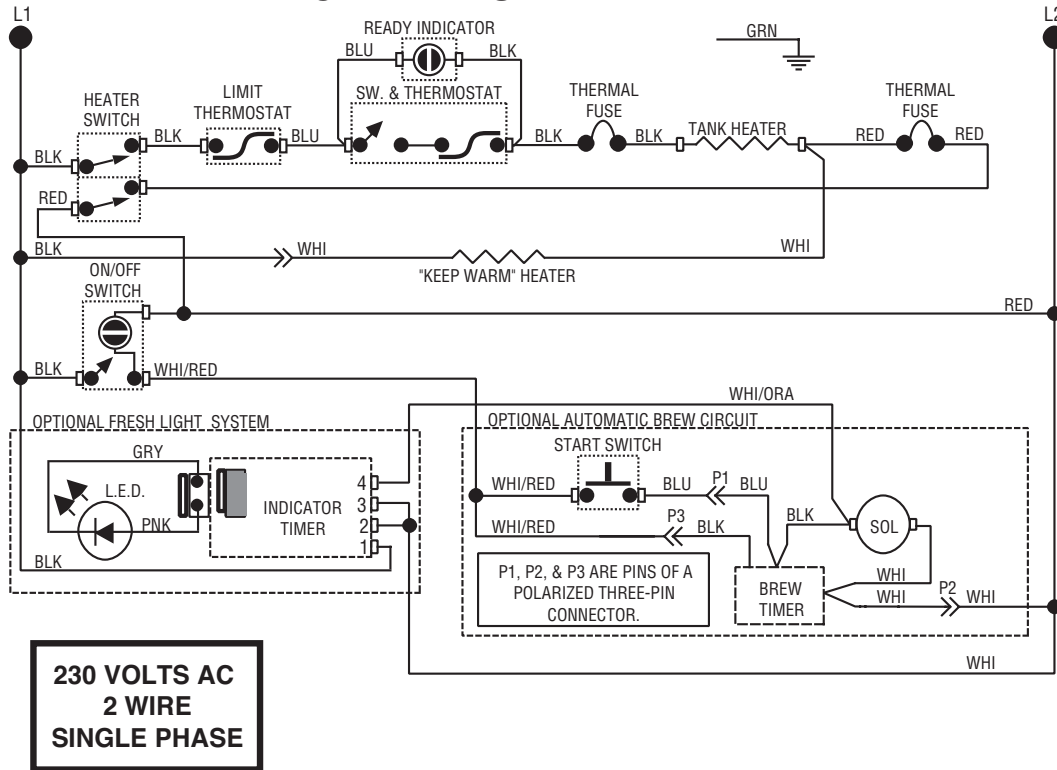 L1
L2
READY INDICATOR
BLU
BLK
GRN
HEATER
SWITCH
LIMIT
THERMOSTAT
SW. & THERMOSTAT
THERMAL
FUSE
THERMAL
FUSE
BLK
BLU
BLK
BLK
TANK HEATER
RED
RED
BLK
RED
BLK
WHI
WHI
"KEEP WARM" HEATER
ON/OFF
SWITCH
RED
BLK
WHI/RED
WHI/ORA
OPTIONAL FRESH LIGHT SYSTEM
OPTIONAL AUTOMATIC BREW CIRCUIT
GRY
START SWITCH
L.E.D.
PNK
INDICATOR
TIMER
4
3
2
1
BLK
WHI/RED
BLU
P1
BLU
WHI/RED
P3
BLK
BLK
SOL
P1, P2, & P3 ARE PINS OF A
POLARIZED THREE-PIN
CONNECTOR.
BREW
TIMER
WHI
WHI
P2
WHI
WHI
230 VOLTS AC
2 WIRE
SINGLE PHASE